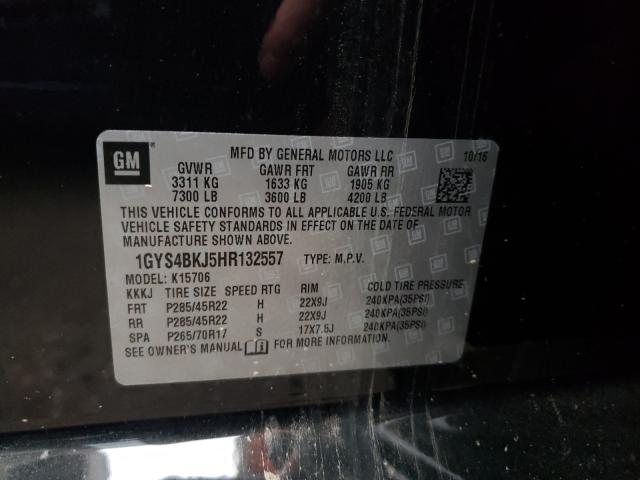 GM
MFD BY GENERAL MOTORS LLC 10/16
GVWR GAWR FRT GAWR RR
3311 KG 1633 KG 1905 KG
7300 LB 3600 LB 4200 LB
THIS VEHICLE CONFORMS TO ALL APPLICABLE U.S. FEDERAL MOTOR
VEHICLE SAFETY STANDARDS IN EFFECT ON THE DATE OF
MANUFACTURE SHOWN ABOVE.
1GYS4BKJ5HR132557 TYPE: M.P.V.
MODEL: K15706
KKKJ TIRE SIZE SPEED RTG RIM COLD TIRE PRESSURE
FRT P285/45R22 H 22X9J 240KPA(35PSI)
RR P285/45R22 H 22X9J 240KPA(35PSI)
SPA P265/70R17 S 17X7.5J 240KPA(35PSI)
SEE OWNER'S MANUAL FOR MORE INFORMATION.